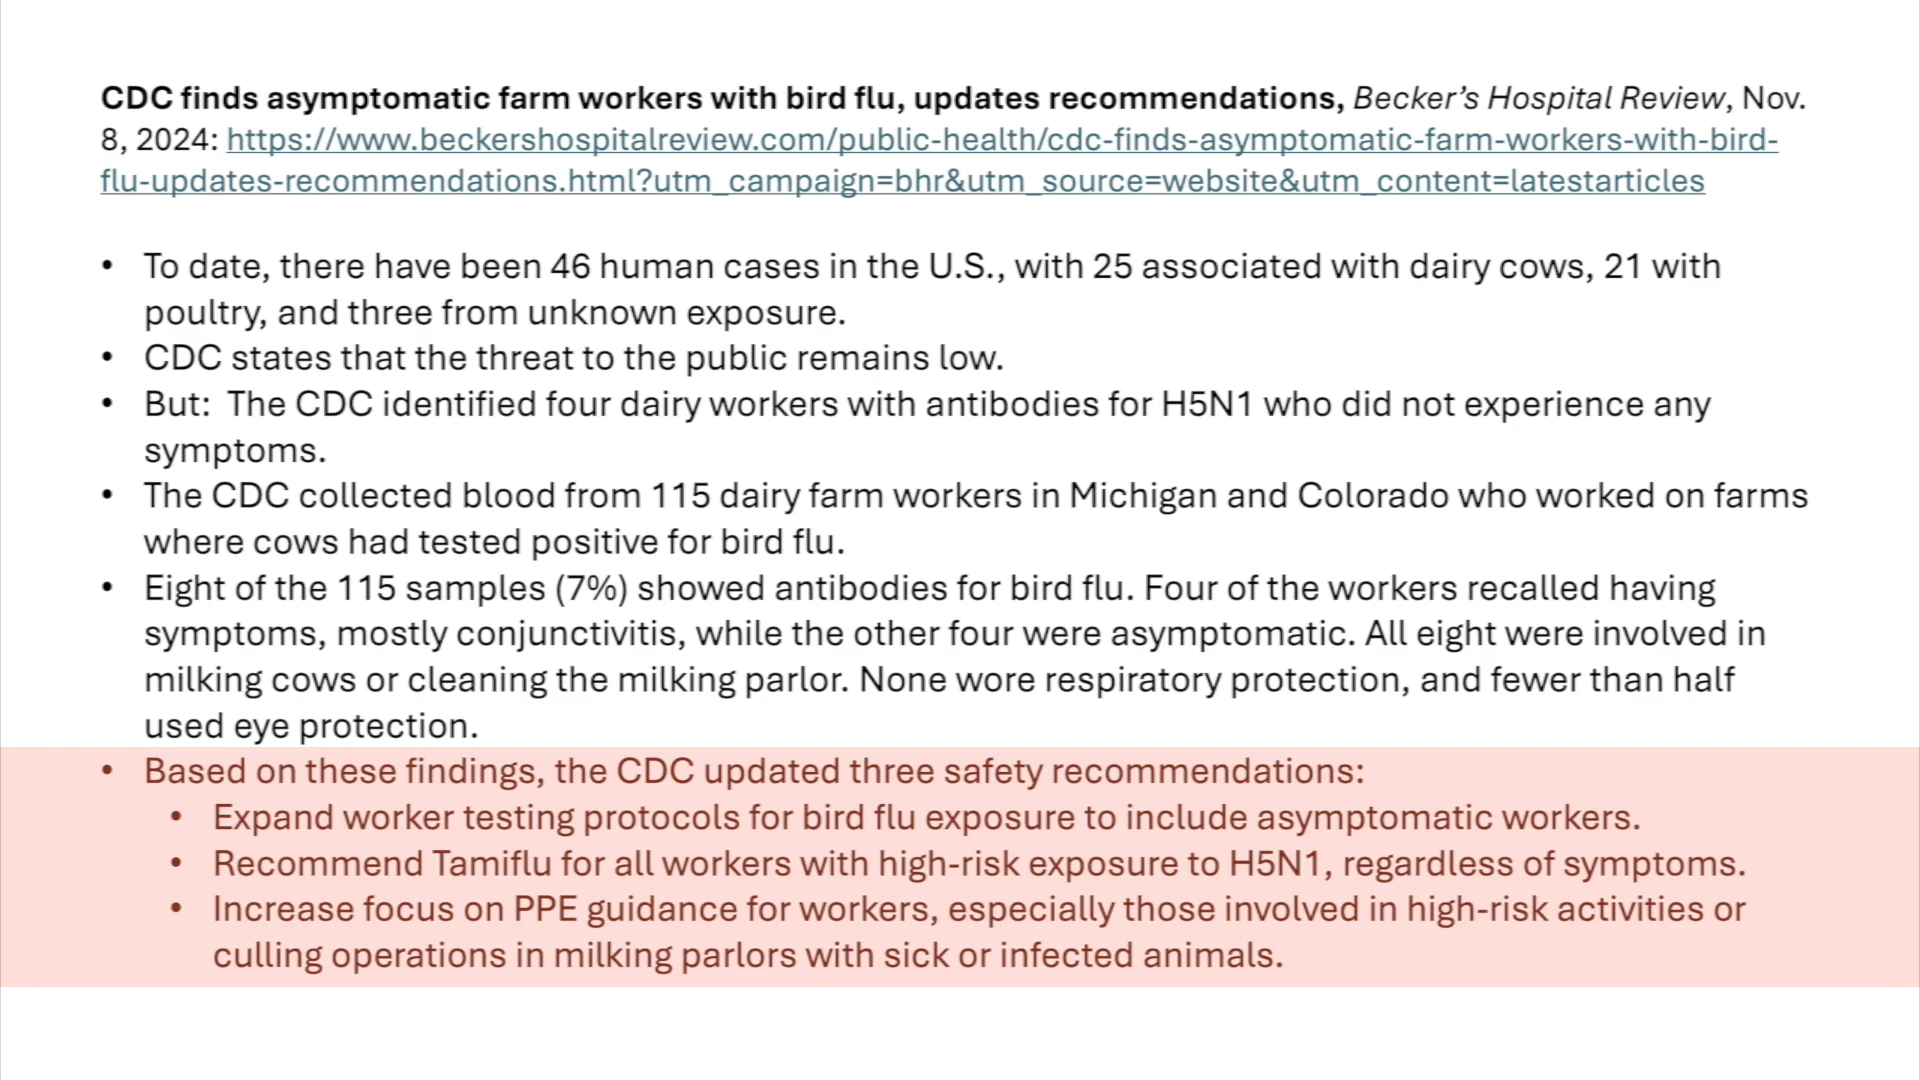 CDC finds asymptomatic farm workers with bird flu, updates recommendations, Becker's Hospital Review, Nov.
8, 2024: https://www.beckershospitalreview.com/public-health/cdc-finds-asymptomatic-farm-workers-with-bird-
flu-updates-recommendations.html?utm_campaign=bhr&utm_source=website&utm_content=latestarticles
• To date, there have been 46 human cases in the U.S., with 25 associated with dairy cows, 21 with
poultry, and three from unknown exposure.
• CDC states that the threat to the public remains low.
• But:  The CDC identified four dairy workers with antibodies for H5N1 who did not experience any
symptoms.
• The CDC collected blood from 115 dairy farm workers in Michigan and Colorado who worked on farms
where cows had tested positive for bird flu.
• Eight of the 115 samples (7%) showed antibodies for bird flu. Four of the workers recalled having
symptoms, mostly conjunctivitis, while the other four were asymptomatic. All eight were involved in
milking cows or cleaning the milking parlor. None wore respiratory protection, and fewer than half
used eye protection.
• Based on these findings, the CDC updated three safety recommendations:
• Expand worker testing protocols for bird flu exposure to include asymptomatic workers.
• Recommend Tamiflu for all workers with high-risk exposure to H5N1, regardless of symptoms.
• Increase focus on PPE guidance for workers, especially those involved in high-risk activities or
culling operations in milking parlors with sick or infected animals.